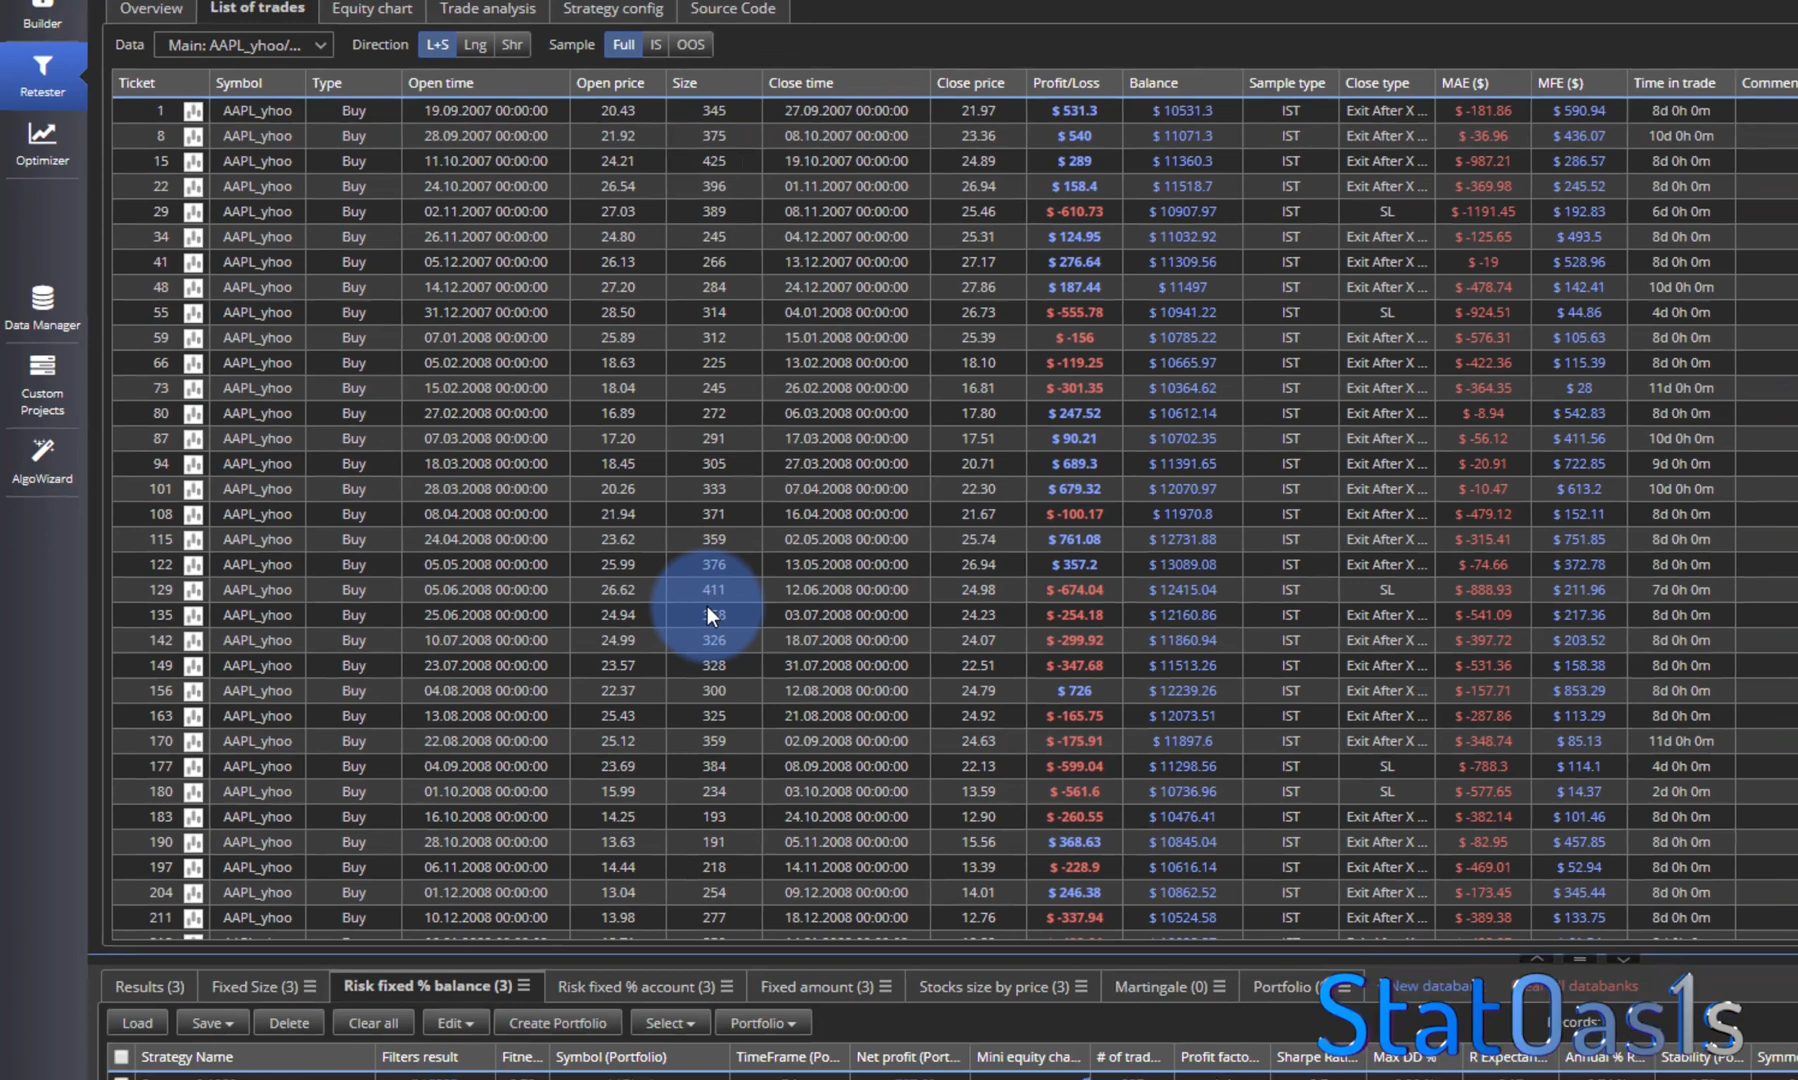 Builder
Retester
Optimizer
Data Manager
Custom
Projects
AlgoWizard
Overview List of trades Equity chart Trade analysis Strategy config Source Code
Data Main: AAPL_yhoo/... Direction L+S Lng Shr Sample Full IS OOS
Ticket Symbol Type Open time Open price Size Close time Close price Profit/Loss Balance Sample type Close type MAE ($) MFE ($) Time in trade Commen
1 AAPL_yhoo Buy 19.09.2007 00:00:00 20.43 345 27.09.2007 00:00:00 21.97 $ 531.3 $ 10531.3 IST Exit After X ... $ -181.86 $ 590.94 8d 0h 0m
8 AAPL_yhoo Buy 28.09.2007 00:00:00 21.92 375 08.10.2007 00:00:00 23.36 $ 540 $ 11071.3 IST Exit After X ... $ -36.96 $ 436.07 10d 0h 0m
15 AAPL_yhoo Buy 11.10.2007 00:00:00 24.21 425 19.10.2007 00:00:00 24.89 $ 289 $ 11360.3 IST Exit After X ... $ -987.21 $ 286.57 8d 0h 0m
22 AAPL_yhoo Buy 24.10.2007 00:00:00 26.54 396 01.11.2007 00:00:00 26.94 $ 158.4 $ 11518.7 IST Exit After X ... $ -369.98 $ 245.52 8d 0h 0m
29 AAPL_yhoo Buy 02.11.2007 00:00:00 27.03 389 08.11.2007 00:00:00 25.46 $ -610.73 $ 10907.97 IST SL $ -1191.45 $ 192.83 6d 0h 0m
34 AAPL_yhoo Buy 26.11.2007 00:00:00 24.80 245 04.12.2007 00:00:00 25.31 $ 124.95 $ 11032.92 IST Exit After X ... $ -125.65 $ 493.5 8d 0h 0m
41 AAPL_yhoo Buy 05.12.2007 00:00:00 26.13 266 13.12.2007 00:00:00 27.17 $ 276.64 $ 11309.56 IST Exit After X ... $ -19 $ 528.96 8d 0h 0m
48 AAPL_yhoo Buy 14.12.2007 00:00:00 27.20 284 24.12.2007 00:00:00 27.86 $ 187.44 $ 11497 IST Exit After X ... $ -478.74 $ 142.41 10d 0h 0m
55 AAPL_yhoo Buy 31.12.2007 00:00:00 28.50 314 04.01.2008 00:00:00 26.73 $ -555.78 $ 10941.22 IST SL $ -924.51 $ 44.86 4d 0h 0m
59 AAPL_yhoo Buy 07.01.2008 00:00:00 25.89 312 15.01.2008 00:00:00 25.39 $ -156 $ 10785.22 IST Exit After X ... $ -576.31 $ 105.63 8d 0h 0m
66 AAPL_yhoo Buy 05.02.2008 00:00:00 18.63 225 13.02.2008 00:00:00 18.10 $ -119.25 $ 10665.97 IST Exit After X ... $ -422.36 $ 115.39 8d 0h 0m
73 AAPL_yhoo Buy 15.02.2008 00:00:00 18.04 245 26.02.2008 00:00:00 16.81 $ -301.35 $ 10364.62 IST Exit After X ... $ -364.35 $ 28 11d 0h 0m
80 AAPL_yhoo Buy 27.02.2008 00:00:00 16.89 272 06.03.2008 00:00:00 17.80 $ 247.52 $ 10612.14 IST Exit After X ... $ -8.94 $ 542.83 8d 0h 0m
87 AAPL_yhoo Buy 07.03.2008 00:00:00 17.20 291 17.03.2008 00:00:00 17.51 $ 90.21 $ 10702.35 IST Exit After X ... $ -56.12 $ 411.56 10d 0h 0m
94 AAPL_yhoo Buy 18.03.2008 00:00:00 18.45 305 27.03.2008 00:00:00 20.71 $ 689.3 $ 11391.65 IST Exit After X ... $ -20.91 $ 722.85 9d 0h 0m
101 AAPL_yhoo Buy 28.03.2008 00:00:00 20.26 333 07.04.2008 00:00:00 22.30 $ 679.32 $ 12070.97 IST Exit After X ... $ -10.47 $ 613.2 10d 0h 0m
108 AAPL_yhoo Buy 08.04.2008 00:00:00 21.94 371 16.04.2008 00:00:00 21.67 $ -100.17 $ 11970.8 IST Exit After X ... $ -479.12 $ 152.11 8d 0h 0m
115 AAPL_yhoo Buy 24.04.2008 00:00:00 23.62 359 02.05.2008 00:00:00 25.74 $ 761.08 $ 12731.88 IST Exit After X ... $ -315.41 $ 751.85 8d 0h 0m
122 AAPL_yhoo Buy 05.05.2008 00:00:00 25.99 376 13.05.2008 00:00:00 26.94 $ 357.2 $ 13089.08 IST Exit After X ... $ -74.66 $ 372.78 8d 0h 0m
129 AAPL_yhoo Buy 05.06.2008 00:00:00 26.62 411 12.06.2008 00:00:00 24.98 $ -674.04 $ 12415.04 IST SL $ -888.93 $ 211.96 7d 0h 0m
135 AAPL_yhoo Buy 25.06.2008 00:00:00 24.94 03.07.2008 00:00:00 24.23 $ -254.18 $ 12160.86 IST Exit After X ... $ -541.09 $ 217.36 8d 0h 0m
142 AAPL_yhoo Buy 10.07.2008 00:00:00 24.99 326 18.07.2008 00:00:00 24.07 $ -299.92 $ 11860.94 IST Exit After X ... $ -397.72 $ 203.52 8d 0h 0m
149 AAPL_yhoo Buy 23.07.2008 00:00:00 23.57 328 31.07.2008 00:00:00 22.51 $ -347.68 $ 11513.26 IST Exit After X ... $ -531.36 $ 158.38 8d 0h 0m
156 AAPL_yhoo Buy 04.08.2008 00:00:00 22.37 300 12.08.2008 00:00:00 24.79 $ 726 $ 12239.26 IST Exit After X ... $ -157.71 $ 853.29 8d 0h 0m
163 AAPL_yhoo Buy 13.08.2008 00:00:00 25.43 325 21.08.2008 00:00:00 24.92 $ -165.75 $ 12073.51 IST Exit After X ... $ -287.86 $ 113.29 8d 0h 0m
170 AAPL_yhoo Buy 22.08.2008 00:00:00 25.12 359 02.09.2008 00:00:00 24.63 $ -175.91 $ 11897.6 IST Exit After X ... $ -348.74 $ 85.13 11d 0h 0m
177 AAPL_yhoo Buy 04.09.2008 00:00:00 23.69 384 08.09.2008 00:00:00 22.13 $ -599.04 $ 11298.56 IST SL $ -788.3 $ 114.1 4d 0h 0m
180 AAPL_yhoo Buy 01.10.2008 00:00:00 15.99 234 03.10.2008 00:00:00 13.59 $ -561.6 $ 10736.96 IST SL $ -577.65 $ 14.37 2d 0h 0m
183 AAPL_yhoo Buy 16.10.2008 00:00:00 14.25 193 24.10.2008 00:00:00 12.90 $ -260.55 $ 10476.41 IST Exit After X ... $ -382.14 $ 101.46 8d 0h 0m
190 AAPL_yhoo Buy 28.10.2008 00:00:00 13.63 191 05.11.2008 00:00:00 15.56 $ 368.63 $ 10845.04 IST Exit After X ... $ -82.95 $ 457.85 8d 0h 0m
197 AAPL_yhoo Buy 06.11.2008 00:00:00 14.44 218 14.11.2008 00:00:00 13.39 $ -228.9 $ 10616.14 IST Exit After X ... $ -469.01 $ 52.94 8d 0h 0m
204 AAPL_yhoo Buy 01.12.2008 00:00:00 13.04 254 09.12.2008 00:00:00 14.01 $ 246.38 $ 10862.52 IST Exit After X ... $ -173.45 $ 345.44 8d 0h 0m
211 AAPL_yhoo Buy 10.12.2008 00:00:00 13.98 277 18.12.2008 00:00:00 12.76 $ -337.94 $ 10524.58 IST Exit After X ... $ -389.38 $ 133.75 8d 0h 0m
Results (3) Fixed Size (3) Risk fixed % balance (3) Risk fixed % account (3) Fixed amount (3) Stocks size by price (3) Martingale (0) Portfolio New databa databanks
StatOas1s
Load Save Delete Clear all Edit Create Portfolio Select Portfolio
Strategy Name Filters result Fitne... Symbol (Portfolio) TimeFrame (Po... Net profit (Port... Mini equity cha... # of trad... Profit facto... Sharpe Rati... Max DD % R Expectan... Annual % R... Stability (Po... Symm